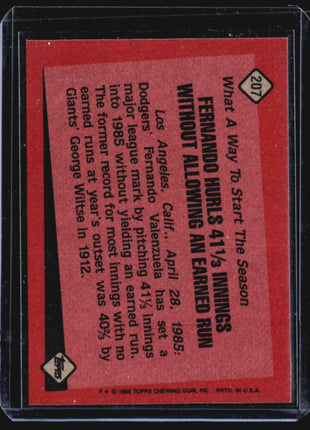 207
What A Way To Start The Season
FERNANDO HURLS 41⅓ INNINGS
WITHOUT ALLOWING AN EARNED RUN
Los Angeles, Calif., April 28, 1985:
Dodgers' Fernando Valenzuela has set a
major league mark by pitching 41⅓ innings
into 1985 without yielding an earned run.
The former record for most innings with no
earned runs at year's outset was 40⅔ by
Giants' George Wiltse in 1912.
topps
© 1986 TOPPS CHEWING GUM, INC. PRTD. IN U.S.A.